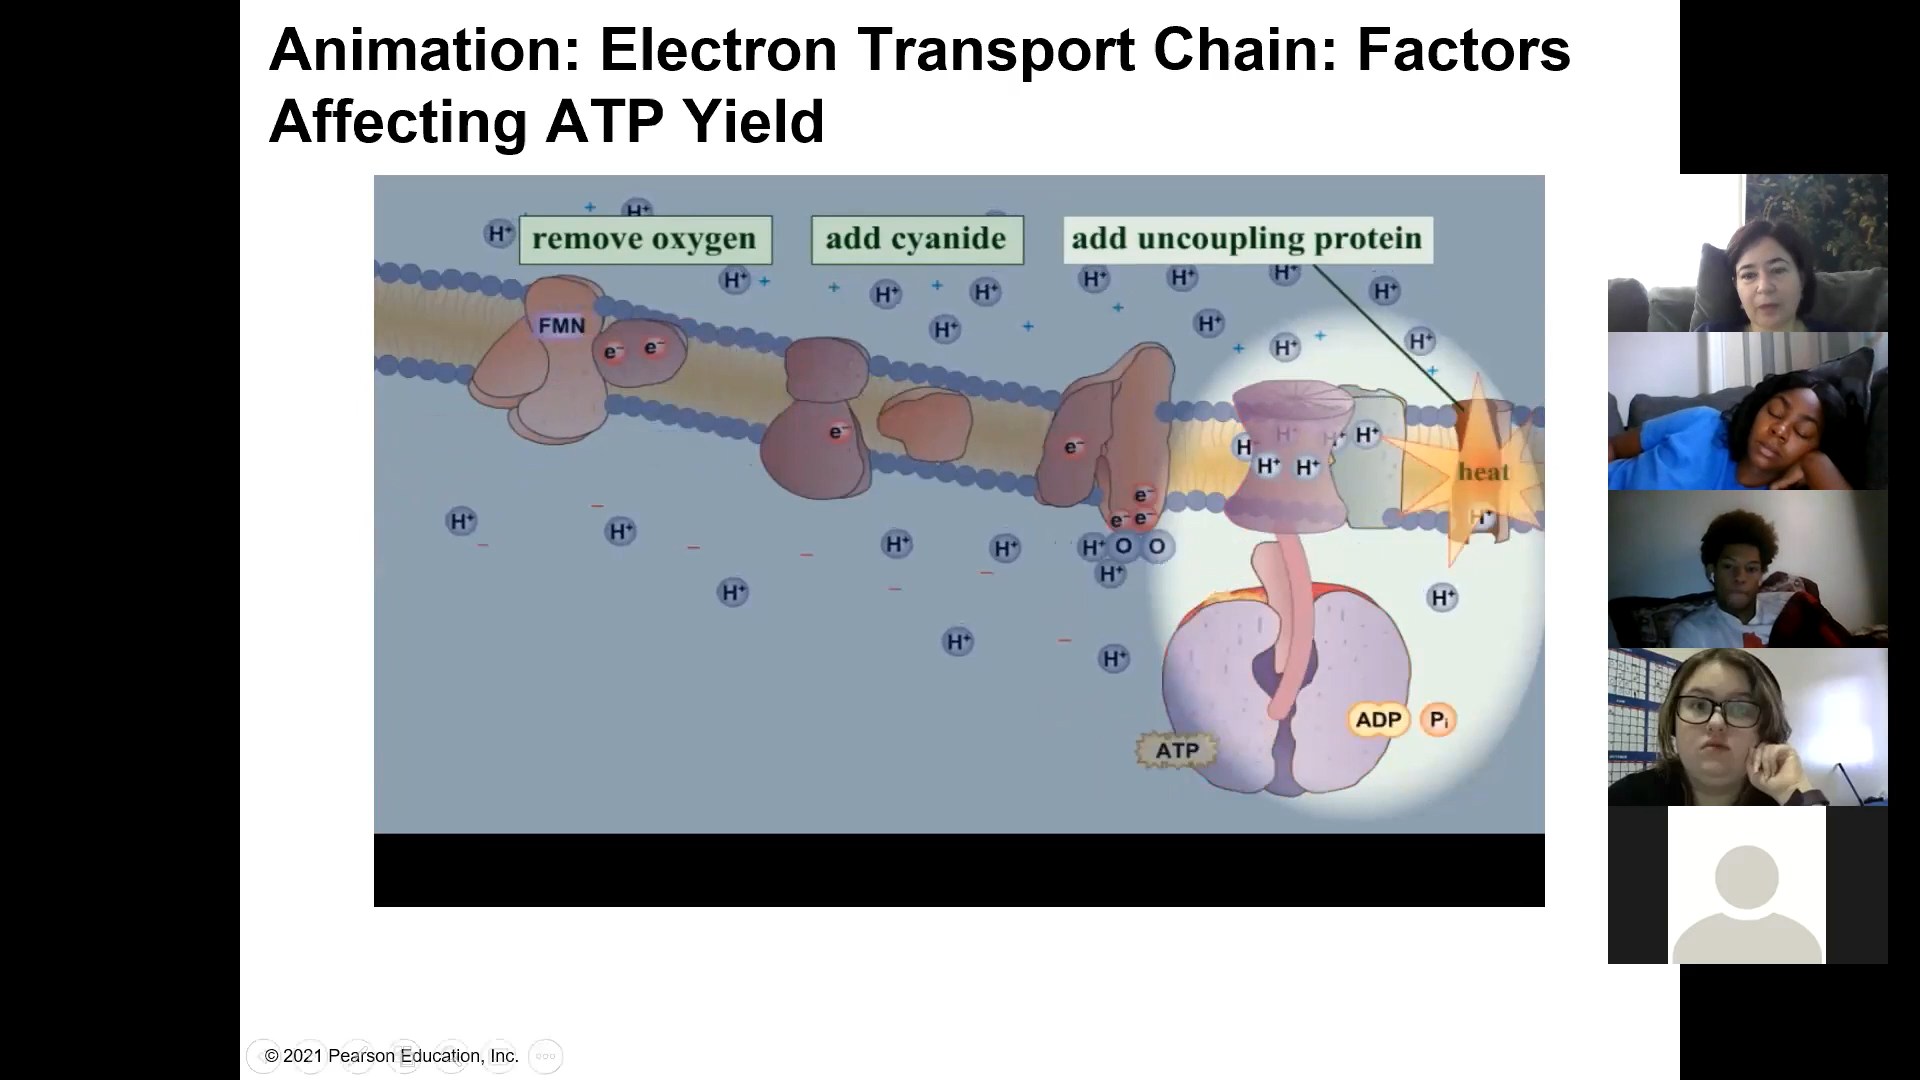 Animation: Electron Transport Chain: Factors
Affecting ATP Yield
H⁺
H⁺
remove oxygen
add cyanide
add uncoupling protein
H⁺
H⁺
H⁺
H⁺
H⁺
H⁺
H⁺
H⁺
H⁺
H⁺
H⁺
FMN
e⁻
e⁻
e⁻
e⁻
H⁺
H⁺
H⁺
H⁺
H⁺
heat
e⁻
e⁻
e⁻
H⁺
H⁺
H⁺
H⁺
H⁺
H⁺
O
O
H⁺
H⁺
H⁺
H⁺
H⁺
ADP
Pᵢ
ATP
© 2021 Pearson Education, Inc.